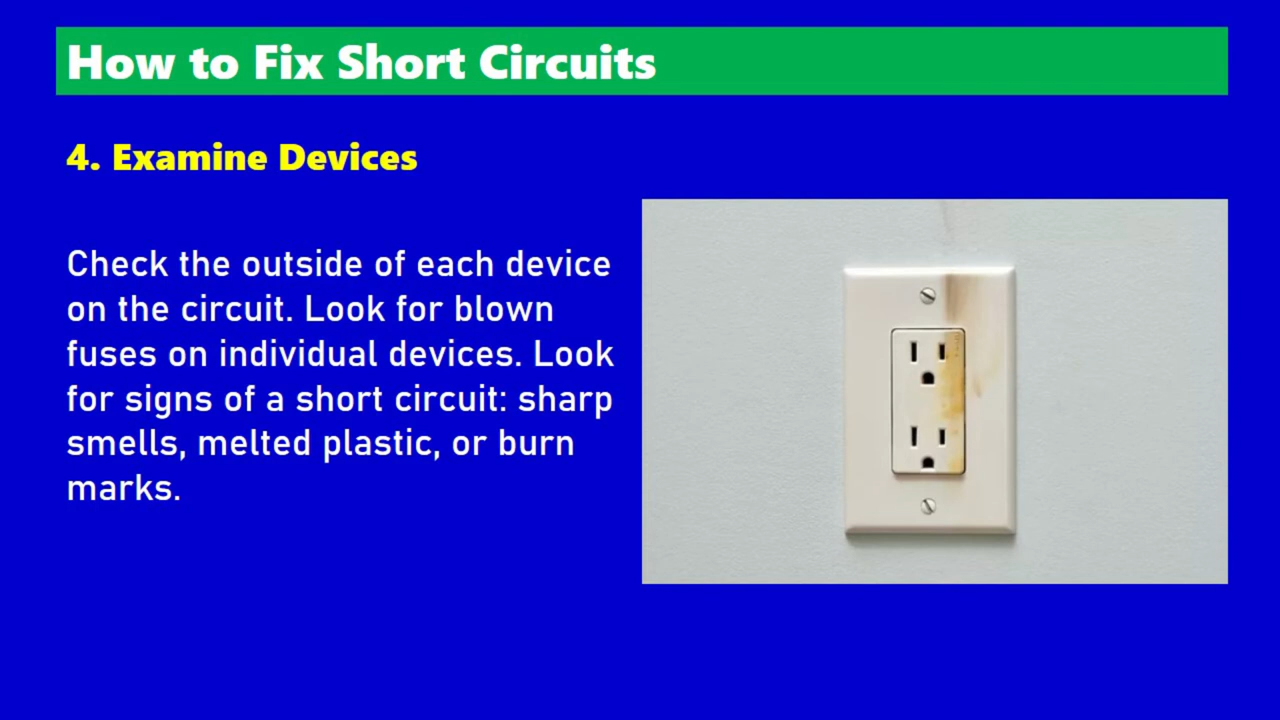 How to Fix Short Circuits
4. Examine Devices
Check the outside of each device
on the circuit. Look for blown
fuses on individual devices. Look
for signs of a short circuit: sharp
smells, melted plastic, or burn
marks.